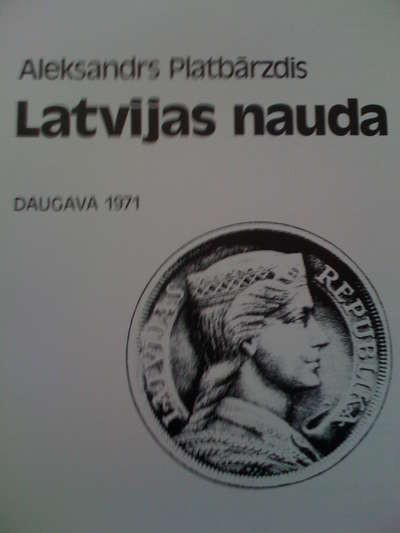 Aleksandrs Platbārzdis
Latvijas nauda
DAUGAVA 1971
LATVIJAS REPUBLIKA